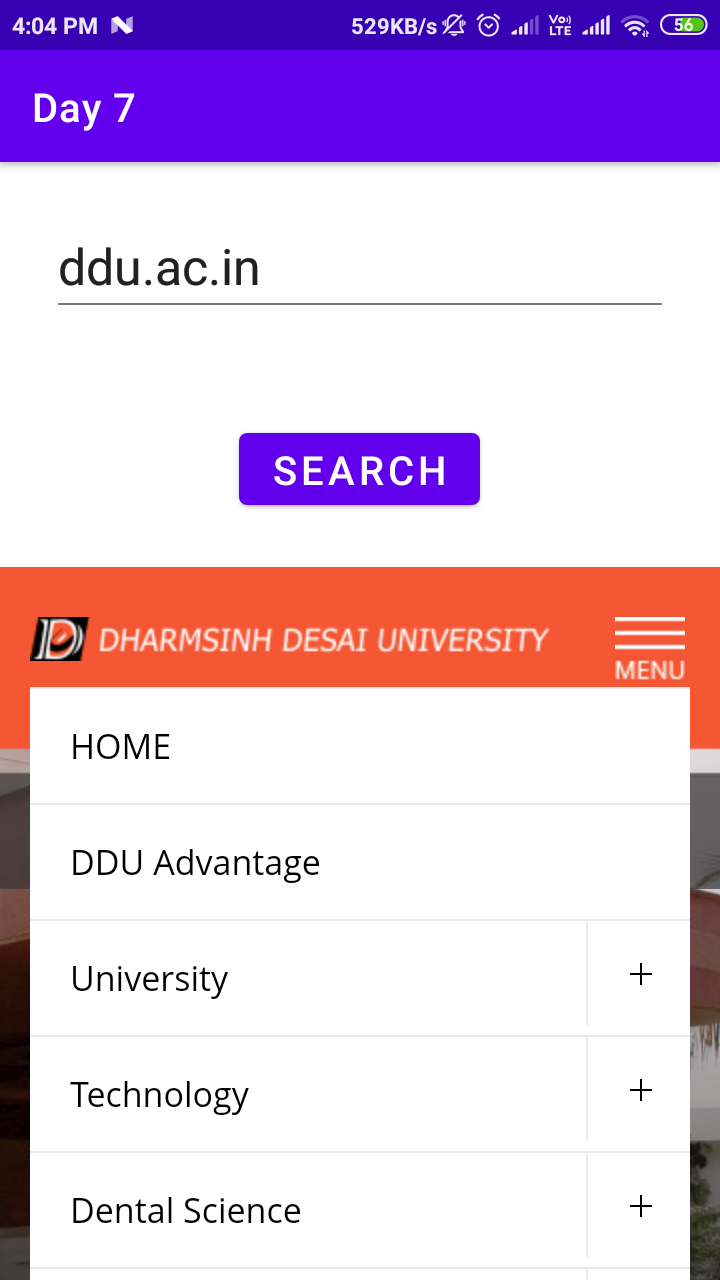 4:04 PM 529KB/s Vo) LTE 56
Day 7
ddu.ac.in
SEARCH
D DHARMSINH DESAI UNIVERSITY
MENU
HOME
DDU Advantage
University +
Technology +
Dental Science +